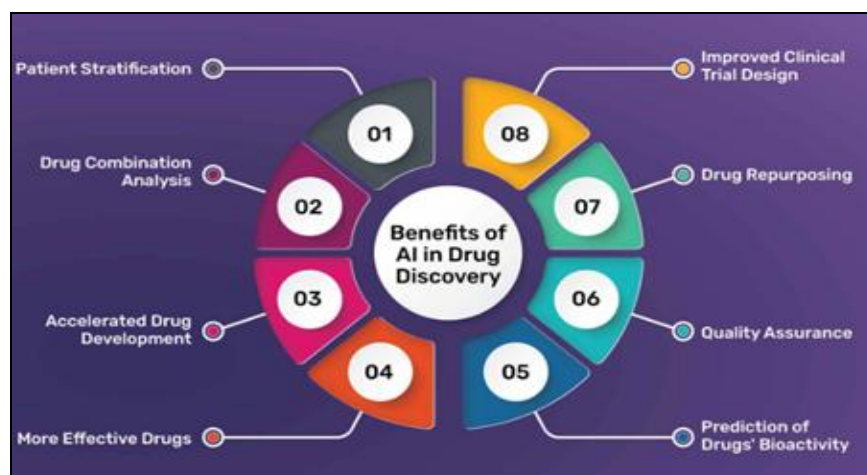 Patient Stratification
01
Drug Combination
Analysis
02
Accelerated Drug
Development
03
More Effective Drugs
04
Benefits of
AI in Drug
Discovery
Improved Clinical
Trial Design
08
Drug Repurposing
07
Quality Assurance
06
Prediction of
Drugs' Bioactivity
05